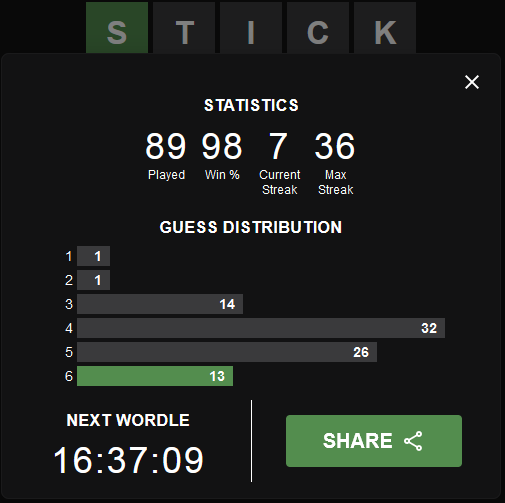 STICK
STATISTICS
89 98 7 36
Played Win % Current Streak Max Streak
GUESS DISTRIBUTION
1 1
2 1
3 14
4 32
5 26
6 13
NEXT WORDLE
16:37:09
SHARE